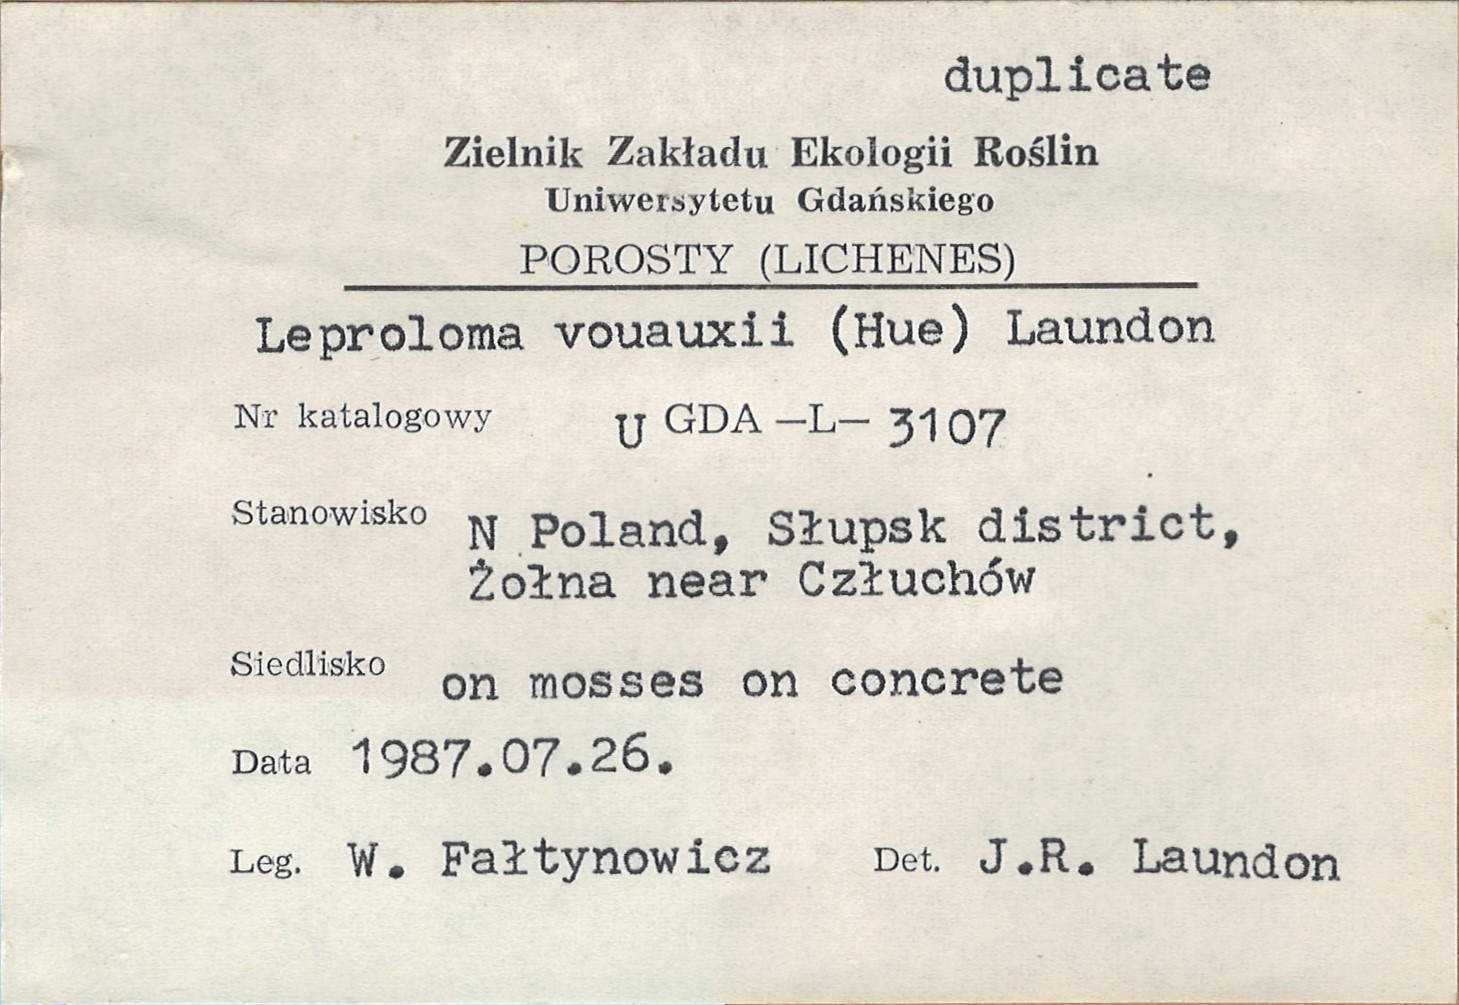 duplicate
Zielnik Zakładu Ekologii Roślin
Uniwersytetu Gdańskiego
POROSTY (LICHENES)
Leproloma vouauxii (Hue) Laundon
Nr katalogowy U GDA —L— 3107
Stanowisko N Poland, Słupsk district,
Żołna near Człuchów
Siedlisko on mosses on concrete
Data 1987.07.26.
Leg. W. Fałtynowicz Det. J.R. Laundon